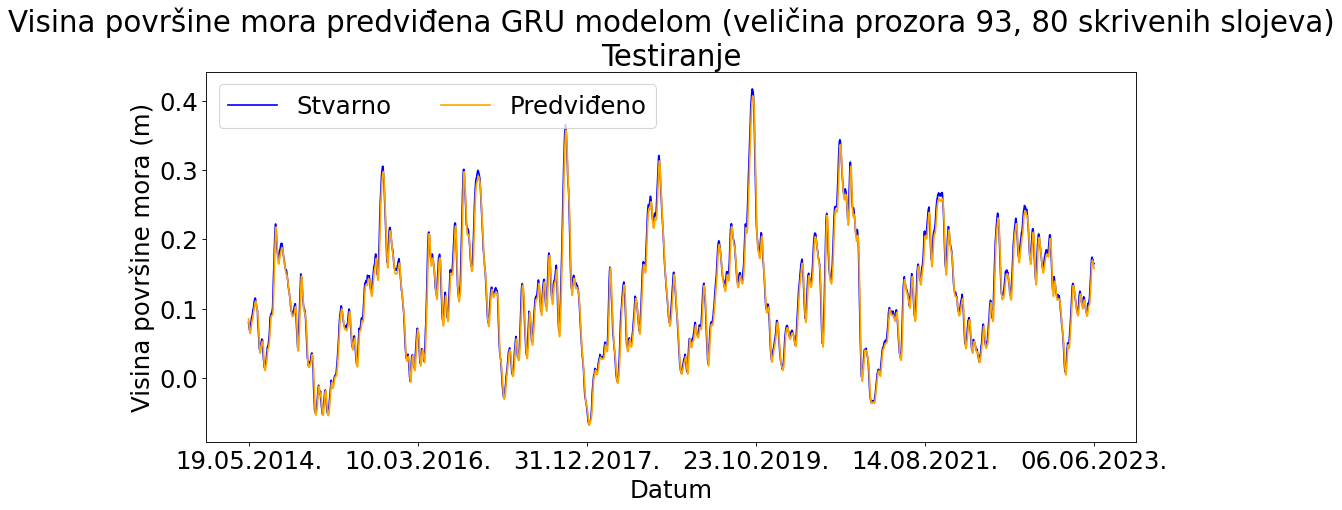 Visina površine mora predviđena GRU modelom (veličina prozora 93, 80 skrivenih slojeva)
Testiranje
Stvarno Predviđeno
Visina površine mora (m)
0.4
0.3
0.2
0.1
0.0
19.05.2014. 10.03.2016. 31.12.2017. 23.10.2019. 14.08.2021. 06.06.2023.
Datum